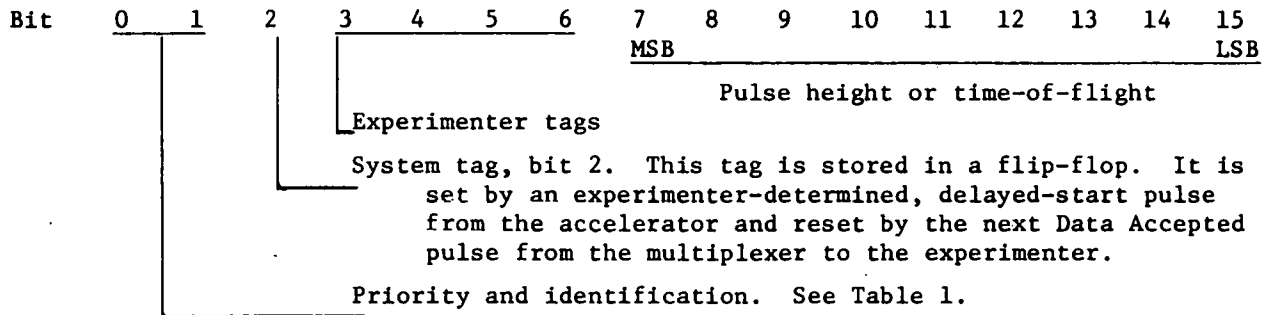 Bit 0 1 2 3 4 5 6 7 8 9 10 11 12 13 14 15
MSB LSB
Pulse height or time-of-flight
Experimenter tags
System tag, bit 2. This tag is stored in a flip-flop. It is
set by an experimenter-determined, delayed-start pulse
from the accelerator and reset by the next Data Accepted
pulse from the multiplexer to the experimenter.
Priority and identification. See Table 1.